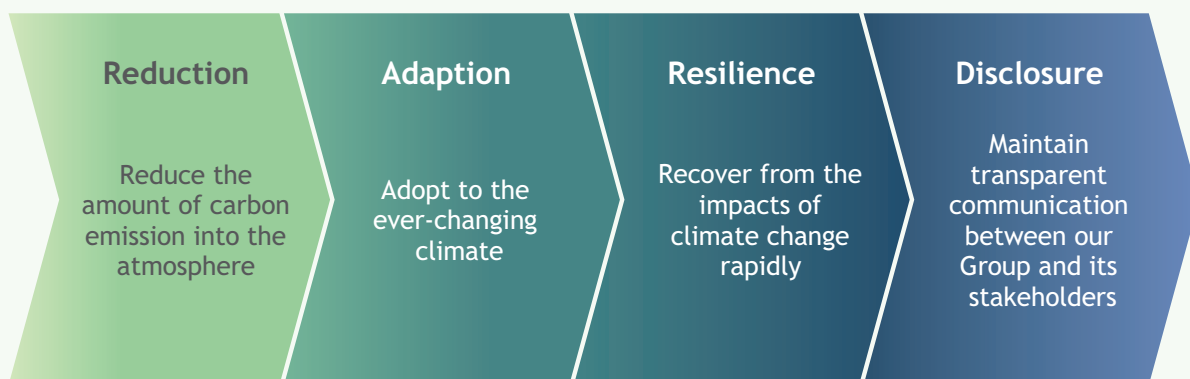 Reduction
Reduce the
amount of carbon
emission into the
atmosphere
Adaption
Adopt to the
ever-changing
climate
Resilience
Recover from the
impacts of
climate change
rapidly
Disclosure
Maintain
transparent
communication
between our
Group and its
stakeholders